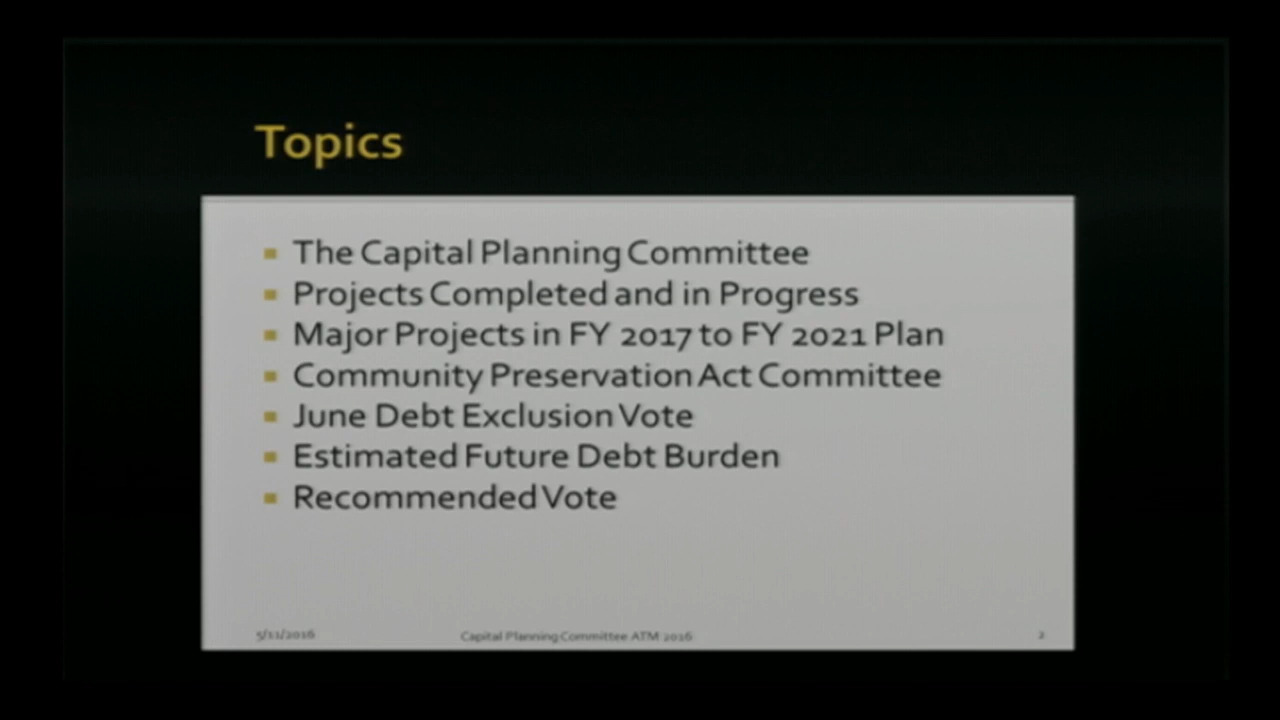 Topics
The Capital Planning Committee
Projects Completed and in Progress
Major Projects in FY 2017 to FY 2021 Plan
Community Preservation Act Committee
June Debt Exclusion Vote
Estimated Future Debt Burden
Recommended Vote
5/11/2016 Capital Planning Committee ATM 2016 2